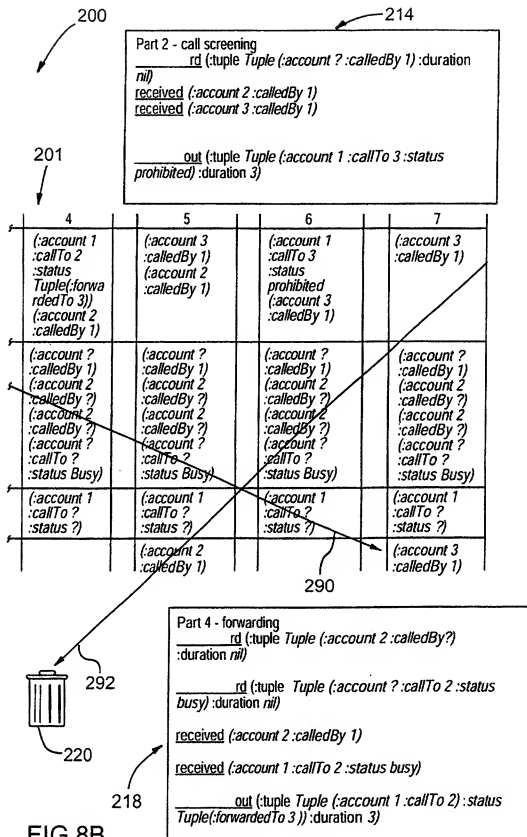 200
214
Part 2 - call screening
rd (:tuple Tuple (:account ? :calledBy 1) :duration
nil)
received (:account 2 :calledBy 1)
received (:account 3 :calledBy 1)
out (:tuple Tuple (:account 1 :callTo 3 :status
prohibited) :duration 3)
201
4 5 6 7
(:account 1
:callTo 2
:status
Tuple(:forwa
rdedTo 3))
(:account 2
:calledBy 1)
(:account 3
:calledBy 1)
(:account 2
:calledBy 1)
(:account 1
:callTo 3
:status
prohibited
(:account 3
:calledBy 1)
(:account 3
:calledBy 1)
(:account ?
:calledBy 1)
(:account 2
:calledBy ?)
(:account 2
:calledBy ?)
(:account ?
:callTo ?
:status Busy)
(:account ?
:calledBy 1)
(:account 2
:calledBy ?)
(:account 2
:calledBy ?)
(:account ?
:callTo ?
:status Busy)
(:account ?
:calledBy 1)
(:account 2
:calledBy ?)
(:account 2
:calledBy ?)
(:account ?
:callTo ?
:status Busy)
(:account ?
:calledBy 1)
(:account 2
:calledBy ?)
(:account 2
:calledBy ?)
(:account ?
:callTo ?
:status Busy)
(:account 1
:callTo ?
:status ?)
(:account 1
:callTo ?
:status ?)
(:account 1
:callTo ?
:status ?)
(:account 1
:callTo ?
:status ?)
(:account 2
:calledBy 1)
(:account 3
:calledBy 1)
290
292
220
218
Part 4 - forwarding
rd (:tuple Tuple (:account 2 :calledBy?)
:duration nil)
rd (:tuple Tuple (:account ? :callTo 2 :status
busy) :duration nil)
received (:account 2 :calledBy 1)
received (:account 1 :callTo 2 :status busy)
out (:tuple Tuple (:account 1 :callTo 2) : status
Tuple(:forwardedTo 3 )) :duration 3)
FIG 8B